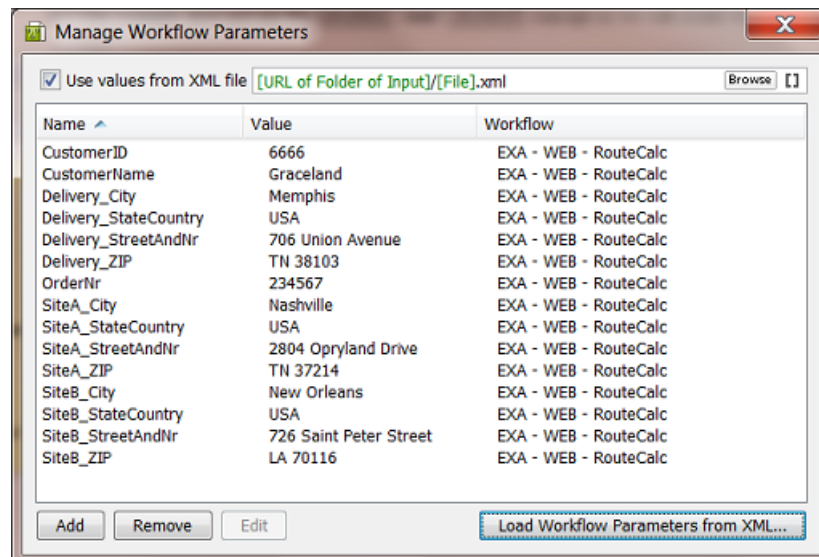 Manage Workflow Parameters
Use values from XML file [URL of Folder of Input]/[File].xml Browse []
Name Value Workflow
CustomerID 6666 EXA - WEB - RouteCalc
CustomerName Graceland EXA - WEB - RouteCalc
Delivery_City Memphis EXA - WEB - RouteCalc
Delivery_StateCountry USA EXA - WEB - RouteCalc
Delivery_StreetAndNr 706 Union Avenue EXA - WEB - RouteCalc
Delivery_ZIP TN 38103 EXA - WEB - RouteCalc
OrderNr 234567 EXA - WEB - RouteCalc
SiteA_City Nashville EXA - WEB - RouteCalc
SiteA_StateCountry USA EXA - WEB - RouteCalc
SiteA_StreetAndNr 2804 Opryland Drive EXA - WEB - RouteCalc
SiteA_ZIP TN 37214 EXA - WEB - RouteCalc
SiteB_City New Orleans EXA - WEB - RouteCalc
SiteB_StateCountry USA EXA - WEB - RouteCalc
SiteB_StreetAndNr 726 Saint Peter Street EXA - WEB - RouteCalc
SiteB_ZIP LA 70116 EXA - WEB - RouteCalc
Add Remove Edit Load Workflow Parameters from XML...